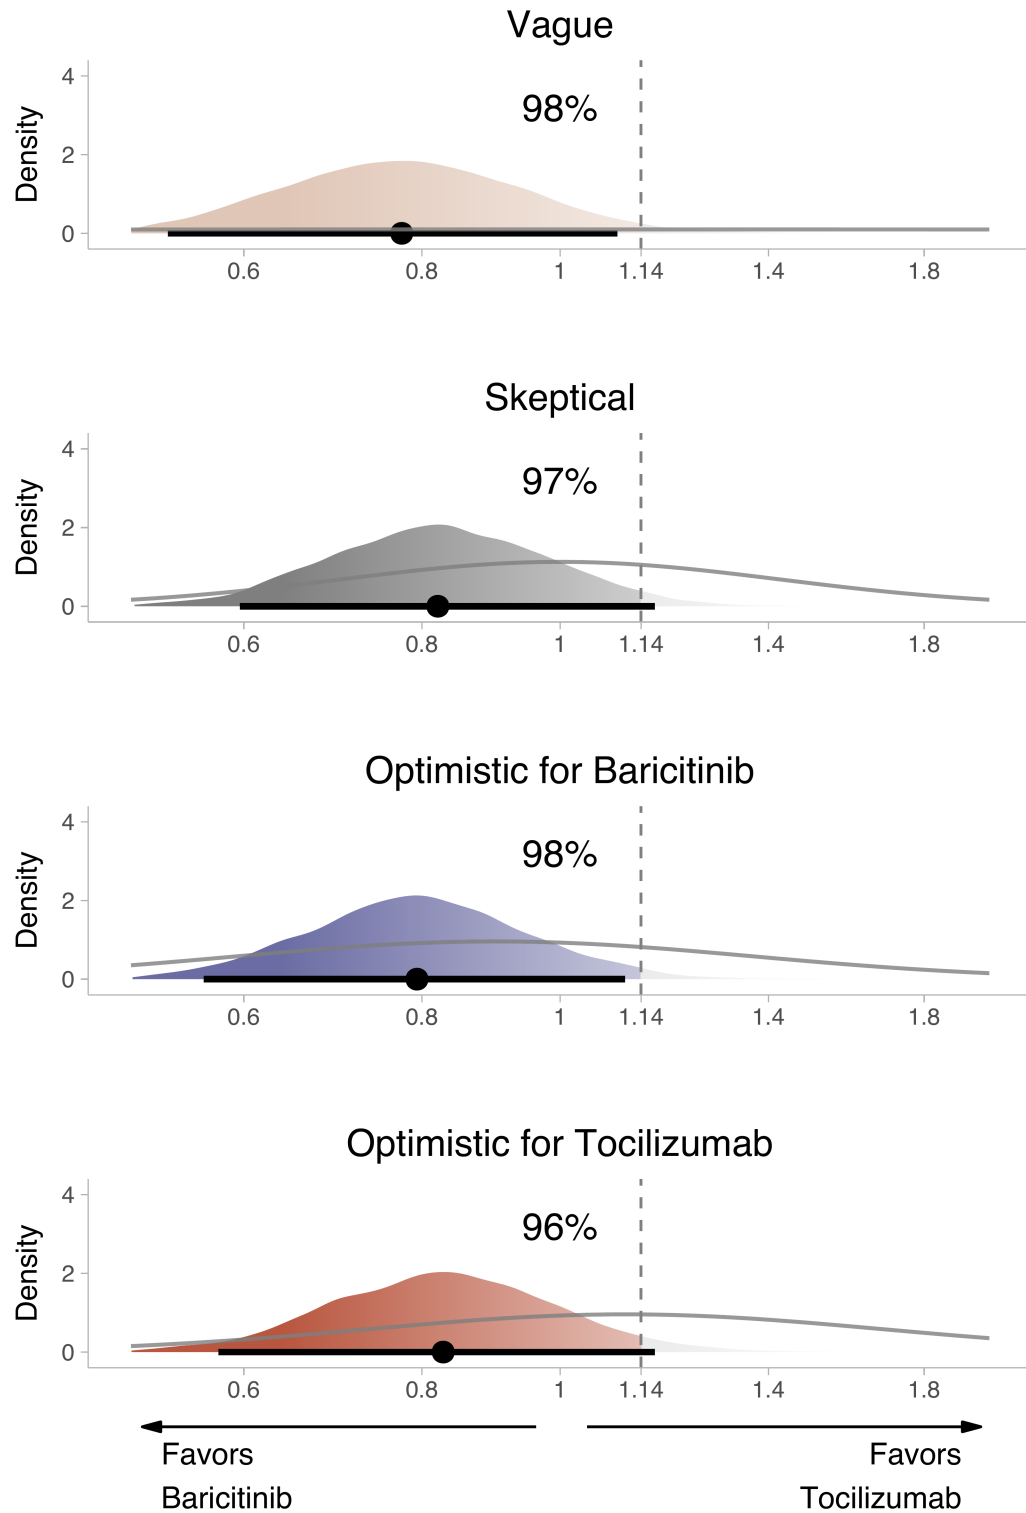 Vague
98%
Density
4
2
0
0.6 0.8 1 1.14 1.4 1.8
Skeptical
97%
Density
4
2
0
0.6 0.8 1 1.14 1.4 1.8
Optimistic for Baricitinib
98%
Density
4
2
0
0.6 0.8 1 1.14 1.4 1.8
Optimistic for Tocilizumab
96%
Density
4
2
0
0.6 0.8 1 1.14 1.4 1.8
Favors
Baricitinib
Favors
Tocilizumab